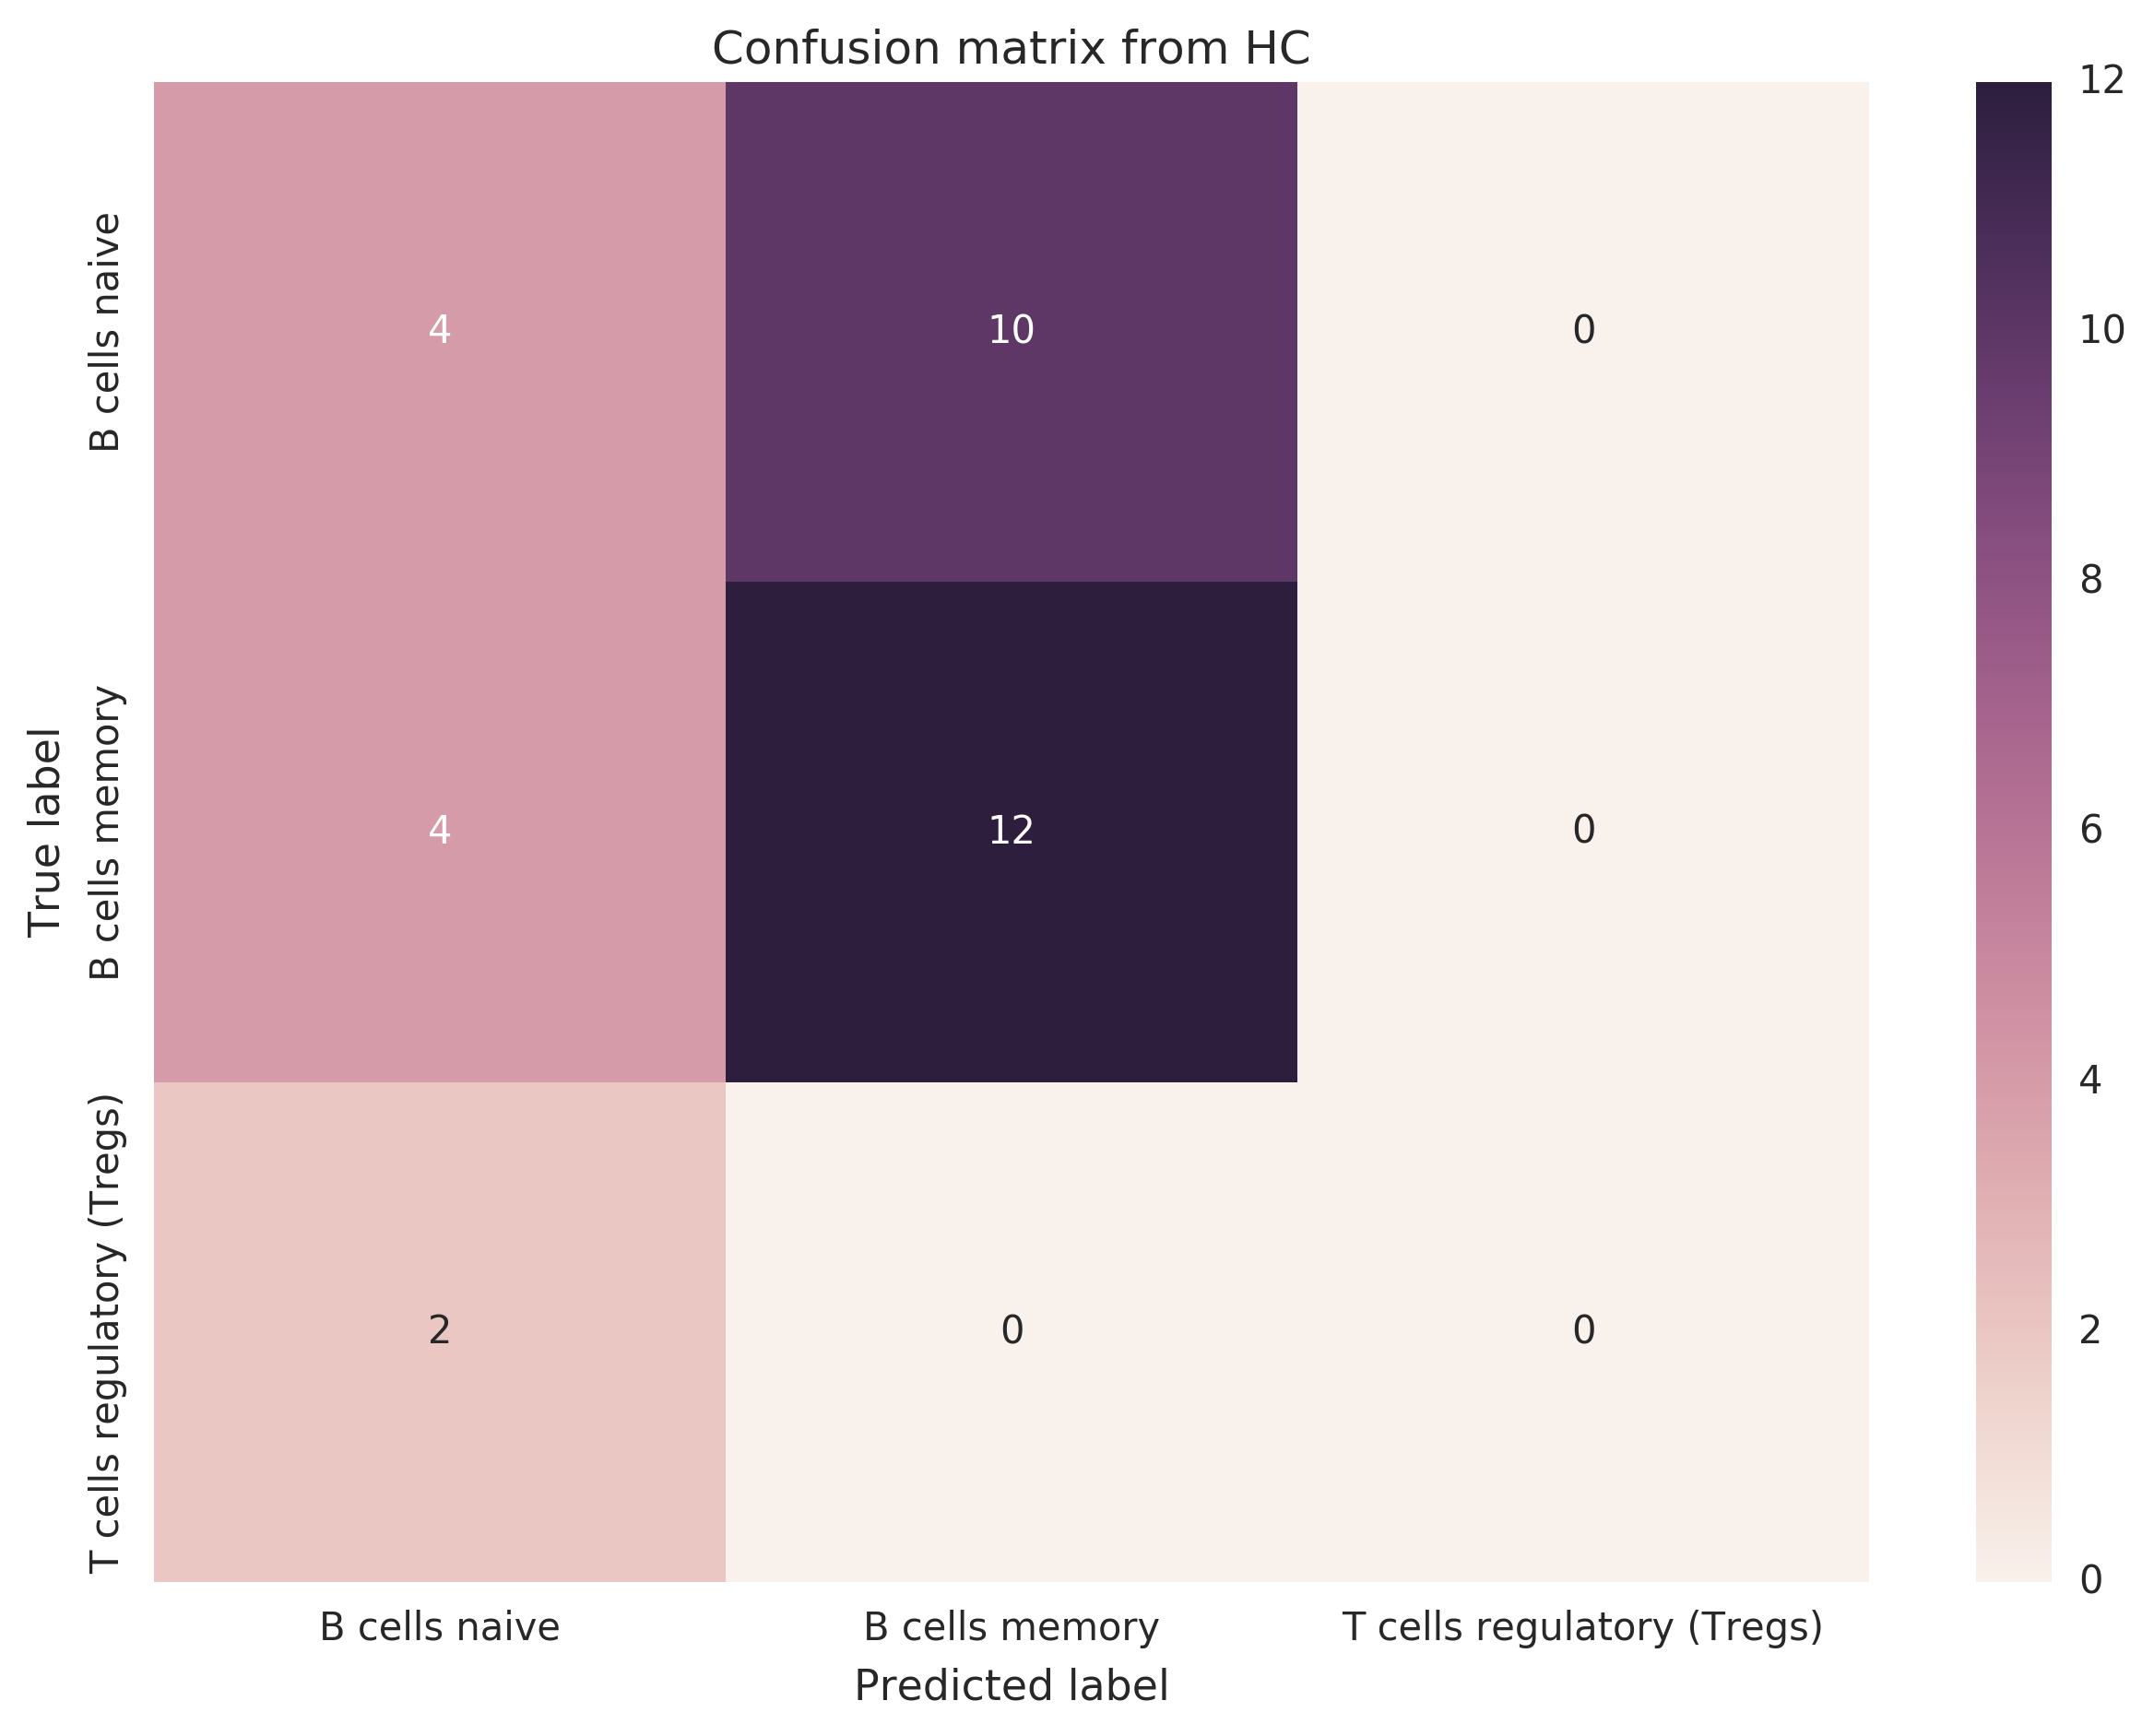 Confusion matrix from HC
True label
B cells naive
4 10 0
B cells memory
4 12 0
T cells regulatory (Tregs)
2 0 0
B cells naive B cells memory T cells regulatory (Tregs)
Predicted label
12
10
8
6
4
2
0